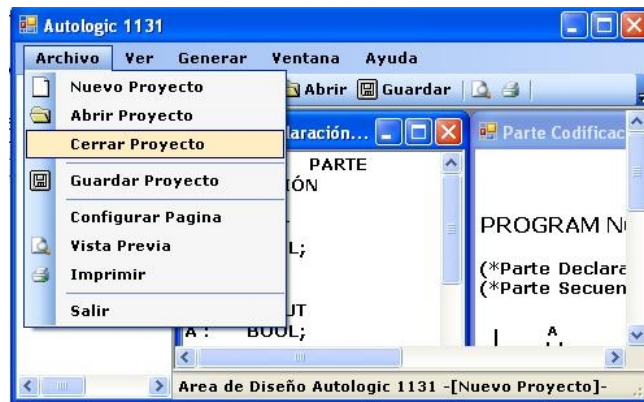 Autologic 1131
Archivo Ver Generar Ventana Ayuda
Nuevo Proyecto
Abrir Proyecto
Cerrar Proyecto
Guardar Proyecto
Configurar Pagina
Vista Previa
Imprimir
Salir
Abrir Guardar
laración...
PARTE
IÓN
L;
UT
A : BOOL;
Parte Codificac
PROGRAM N
(*Parte Declara
(*Parte Secuen
A
Area de Diseño Autologic 1131 -[Nuevo Proyecto]-